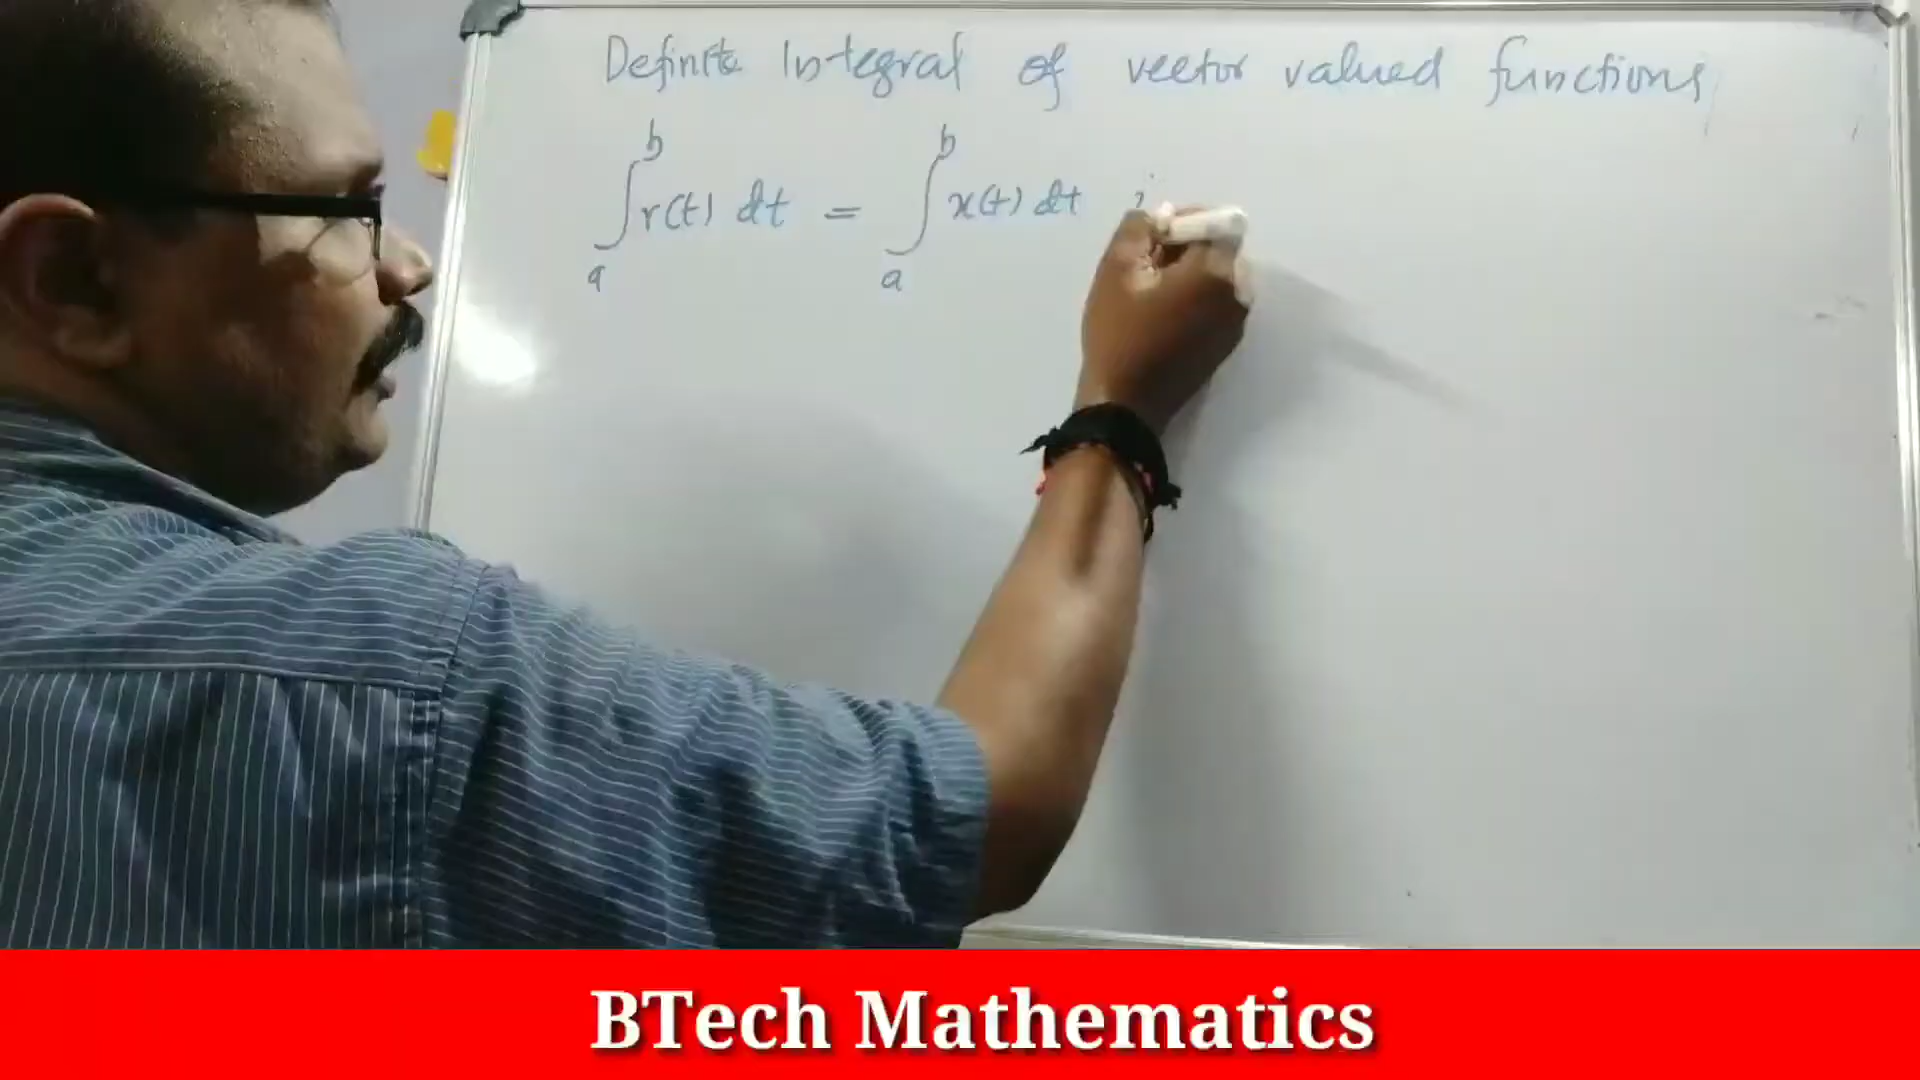 Definite Integral of vector valued functions
∫_a^b r(t) dt = ∫_a^b x(t) dt i
BTech Mathematics